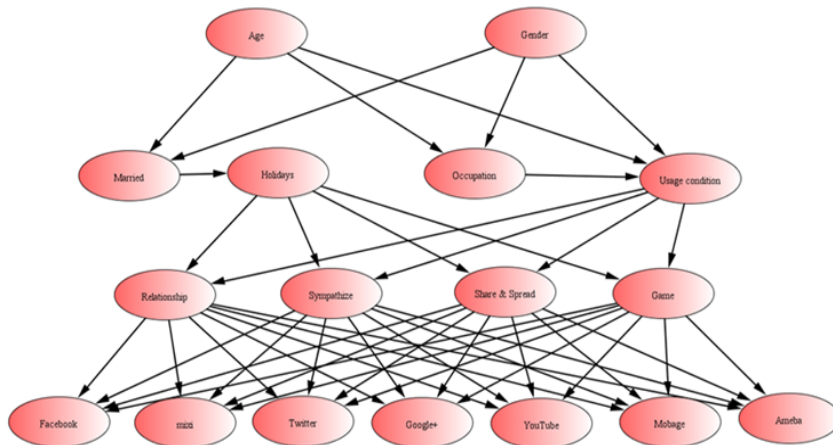 Age
Gender
Married
Holidays
Occupation
Usage condition
Relationship
Sympathize
Share & Spread
Game
Facebook
mixi
Twitter
Google+
YouTube
Mobage
Ameba